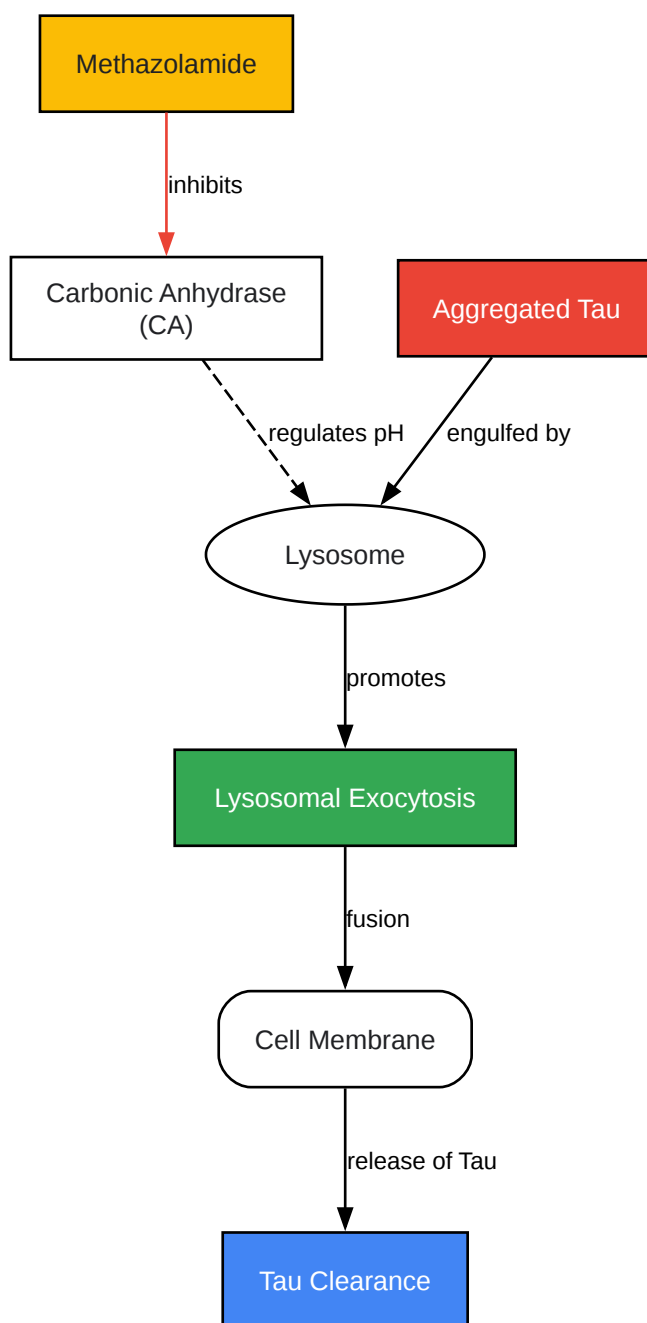 Methazolamide
inhibits
Carbonic Anhydrase
(CA)
Aggregated Tau
regulates pH
engulfed by
Lysosome
promotes
Lysosomal Exocytosis
fusion
Cell Membrane
release of Tau
Tau Clearance